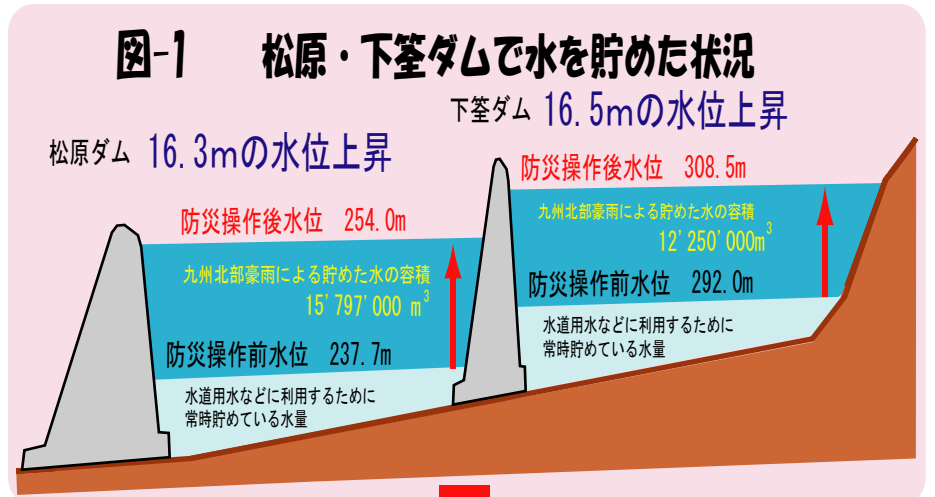 図-1　松原・下筌ダムで水を貯めた状況
下筌ダム 16.5mの水位上昇
松原ダム 16.3mの水位上昇
防災操作後水位 308.5m
九州北部豪雨による貯めた水の容積
12'250'000m³
防災操作前水位 292.0m
水道用水などに利用するために
常時貯めている水量
防災操作後水位 254.0m
九州北部豪雨による貯めた水の容積
15'797'000 m³
防災操作前水位 237.7m
水道用水などに利用するために
常時貯めている水量